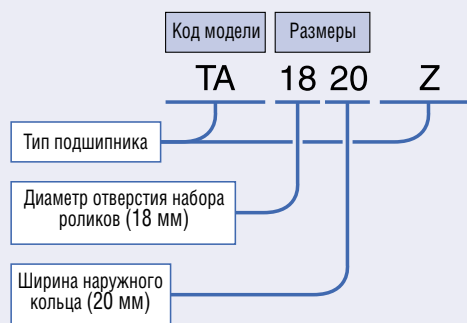 Код модели Размеры
TA 18 20 Z
Тип подшипника
Диаметр отверстия набора
роликов (18 мм)
Ширина наружного
кольца (20 мм)